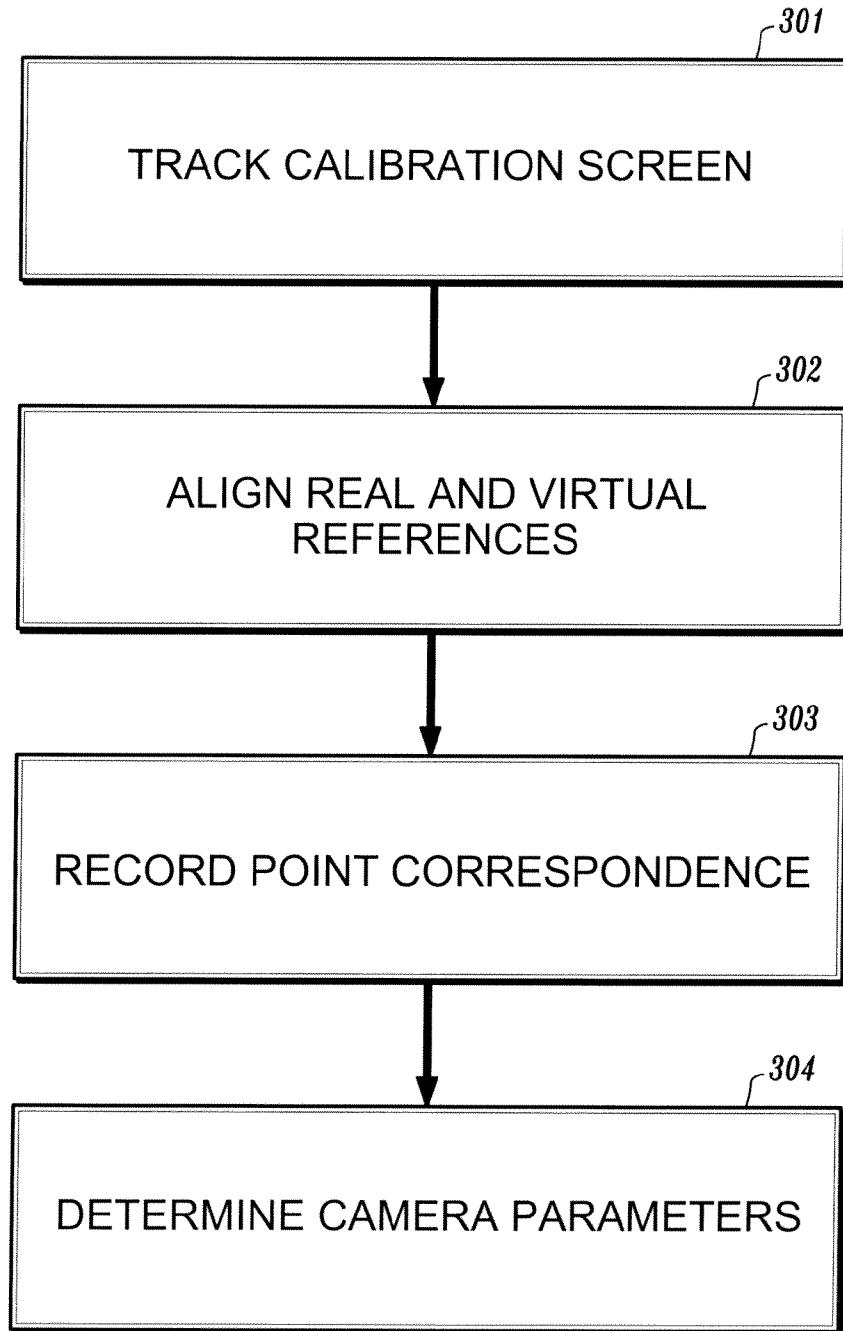 301
TRACK CALIBRATION SCREEN
302
ALIGN REAL AND VIRTUAL
REFERENCES
303
RECORD POINT CORRESPONDENCE
304
DETERMINE CAMERA PARAMETERS